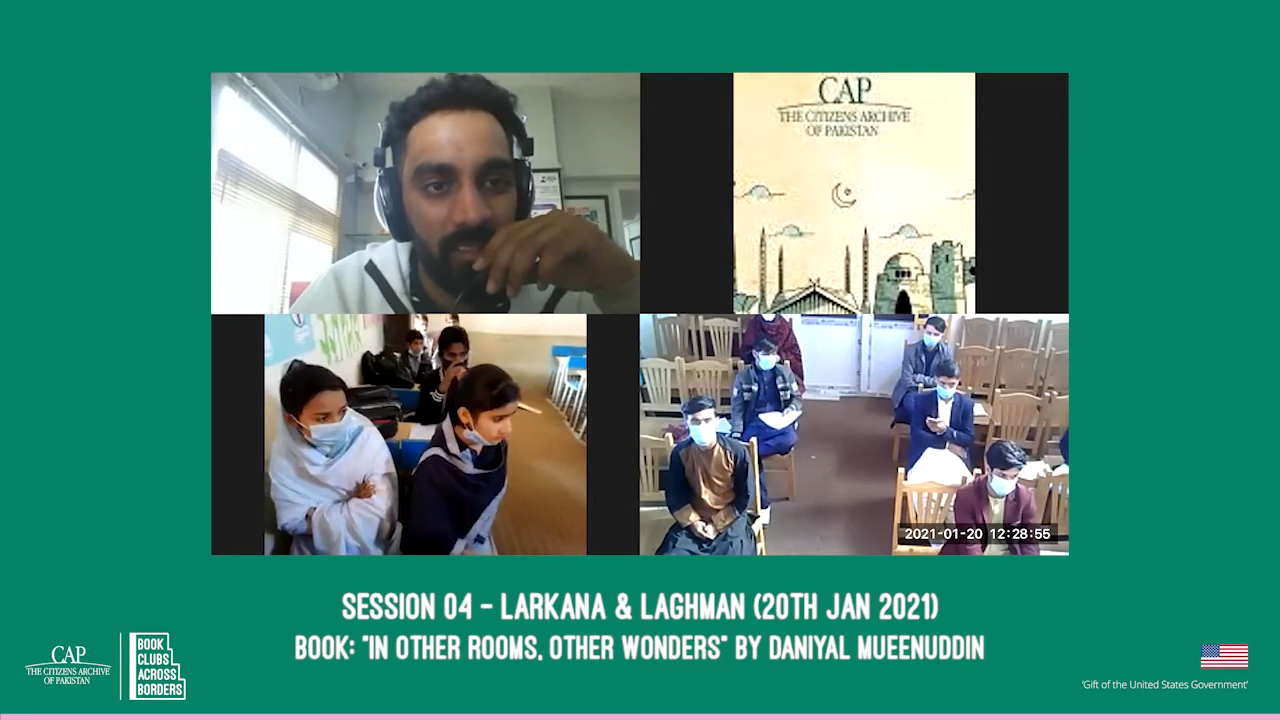 CAP
THE CITIZENS ARCHIVE
OF PAKISTAN
2021-01-20 12:28:55
SESSION 04 - LARKANA & LAGHMAN (20TH JAN 2021)
BOOK: "IN OTHER ROOMS, OTHER WONDERS" BY DANIYAL MUEENUDDIN
CAP
THE CITIZENS ARCHIVE
OF PAKISTAN
BOOK
CLUBS
ACROSS
BORDERS
'Gift of the United States Government'